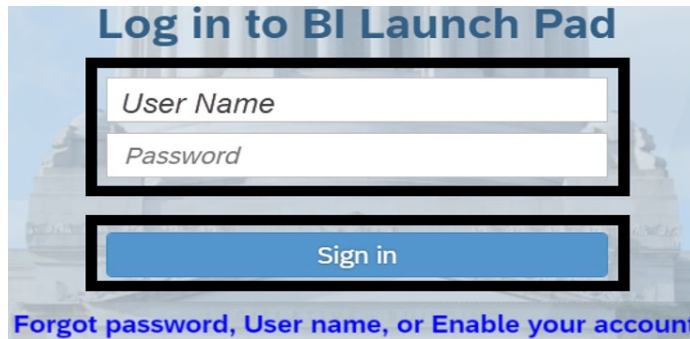 Log in to BI Launch Pad
User Name
Password
Sign in
Forgot password, User name, or Enable your account